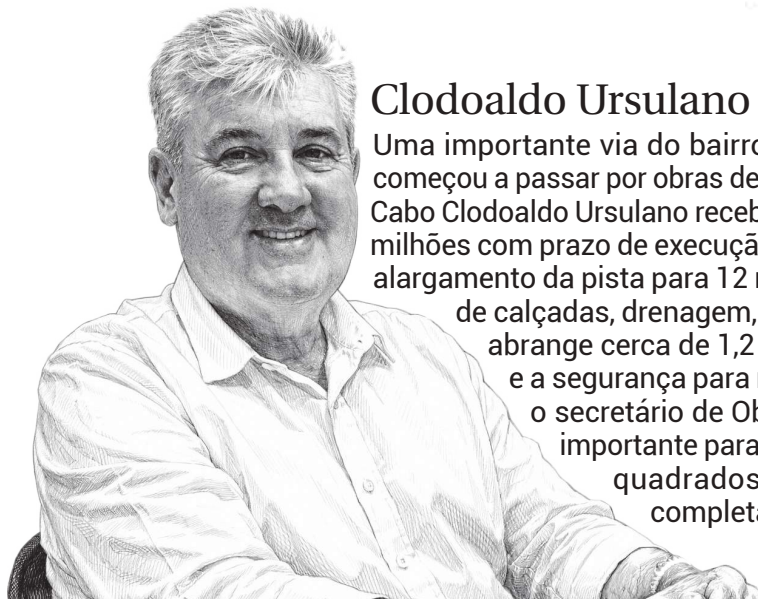 Clodoaldo Ursulano
Uma importante via do bairro
começou a passar por obras de
Cabo Clodoaldo Ursulano receb
milhões com prazo de execuçã
alargamento da pista para 12
de calçadas, drenagem,
abrange cerca de 1,2
e a segurança para
o secretário de Ob
importante para
quadrados
complet